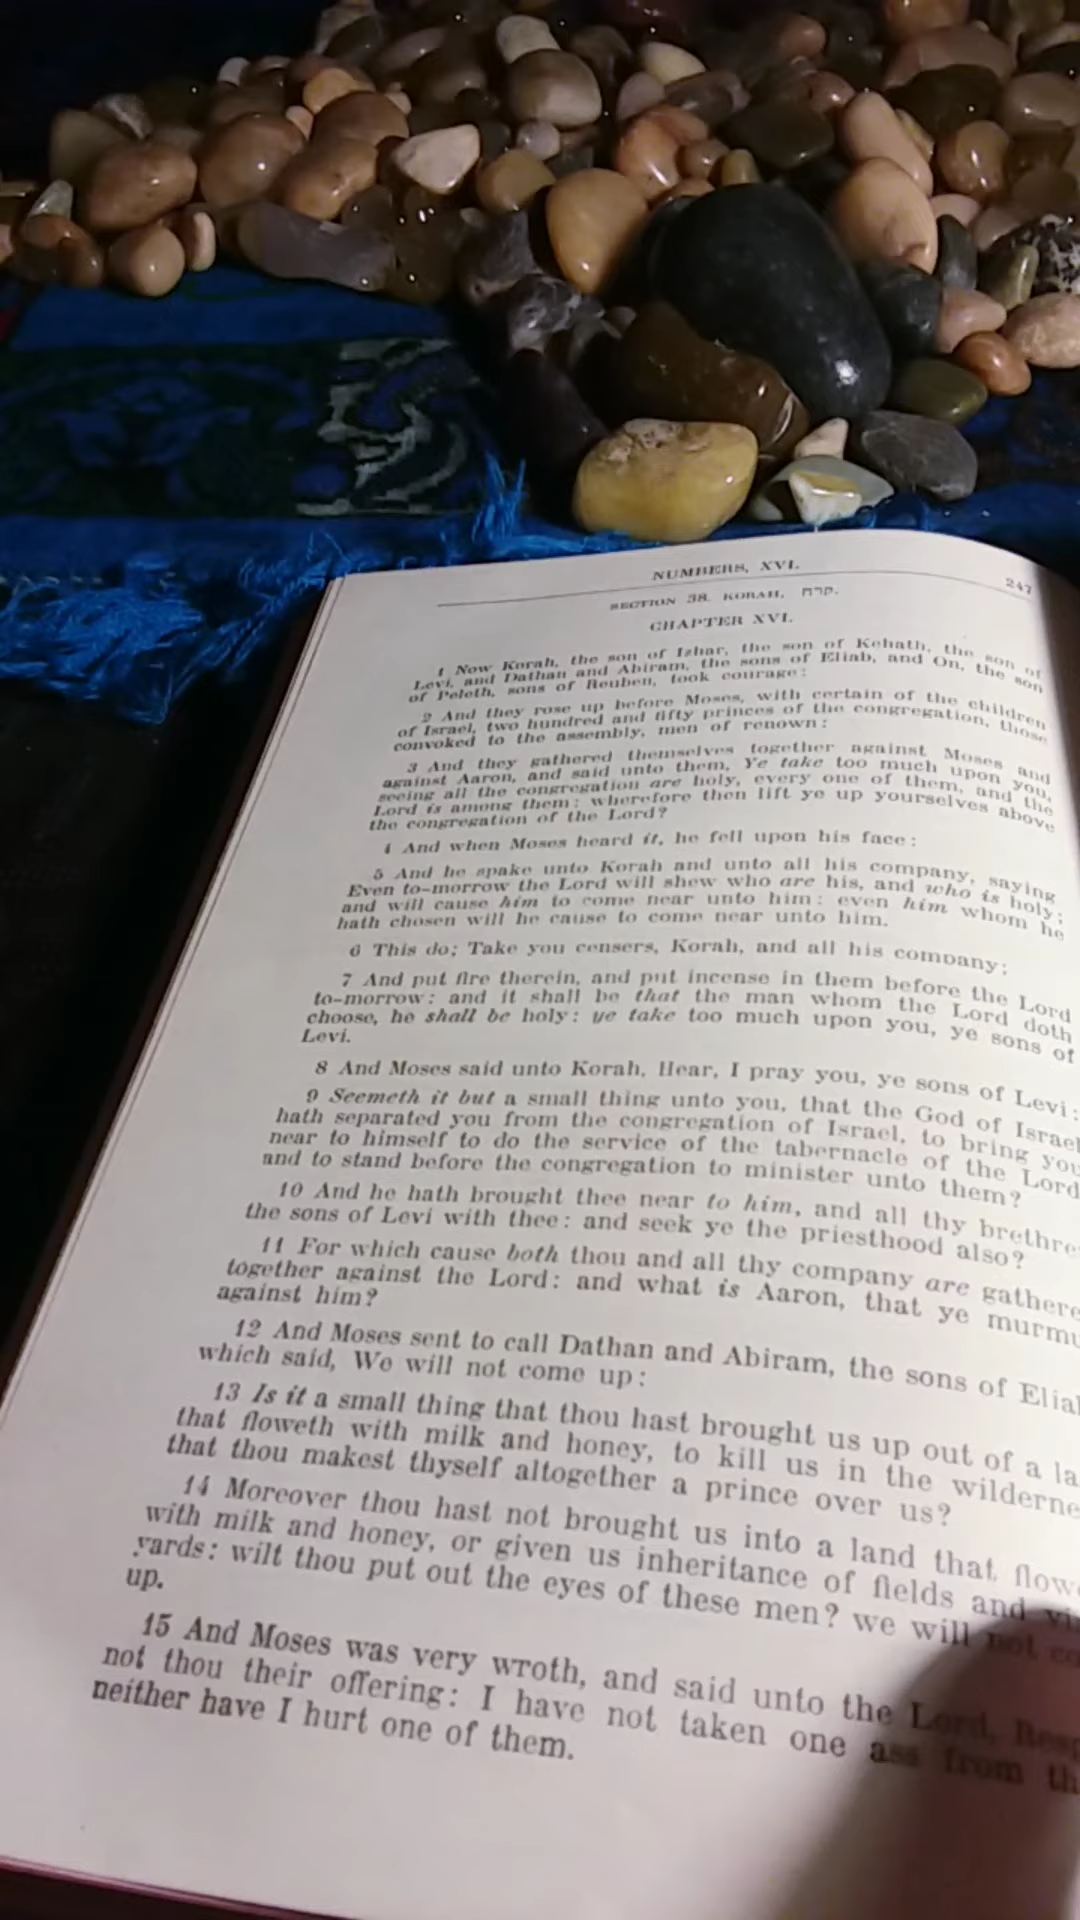 NUMBERS, XVI.
247
SECTION 38. KORAH, קרח.
CHAPTER XVI.
1 Now Korah, the son of Izhar, the son of Kehath, the son of
Levi, and Dathan and Abiram, the sons of Eliab, and On, the son
of Peleth, sons of Reuben, took courage:
2 And they rose up before Moses, with certain of the children
of Israel, two hundred and fifty princes of the congregation, those
convoked to the assembly, men of renown:
3 And they gathered themselves together against Moses and
against Aaron, and said unto them, Ye take too much upon you,
seeing all the congregation are holy, every one of them, and the
Lord is among them: wherefore then lift ye up yourselves above
the congregation of the Lord?
4 And when Moses heard it, he fell upon his face:
5 And he spake unto Korah and unto all his company, saying
Even to-morrow the Lord will shew who are his, and who is holy;
and will cause him to come near unto him: even him whom he
hath chosen will he cause to come near unto him.
6 This do; Take you censers, Korah, and all his company;
7 And put fire therein, and put incense in them before the Lord
to-morrow: and it shall be that the man whom the Lord doth
choose, he shall be holy: ye take too much upon you, ye sons of
Levi.
8 And Moses said unto Korah, Hear, I pray you, ye sons of Levi:
9 Seemeth it but a small thing unto you, that the God of Israel
hath separated you from the congregation of Israel, to bring you
near to himself to do the service of the tabernacle of the Lord
and to stand before the congregation to minister unto them?
10 And he hath brought thee near to him, and all thy brethre
the sons of Levi with thee: and seek ye the priesthood also?
11 For which cause both thou and all thy company are gathere
together against the Lord: and what is Aaron, that ye murmu
against him?
12 And Moses sent to call Dathan and Abiram, the sons of Eliab
which said, We will not come up:
13 Is it a small thing that thou hast brought us up out of a la
that floweth with milk and honey, to kill us in the wilderne
that thou makest thyself altogether a prince over us?
14 Moreover thou hast not brought us into a land that flow
with milk and honey, or given us inheritance of fields and vi
yards: wilt thou put out the eyes of these men? we will not co
up.
15 And Moses was very wroth, and said unto the Lord, Resp
not thou their offering: I have not taken one ass from th
neither have I hurt one of them.